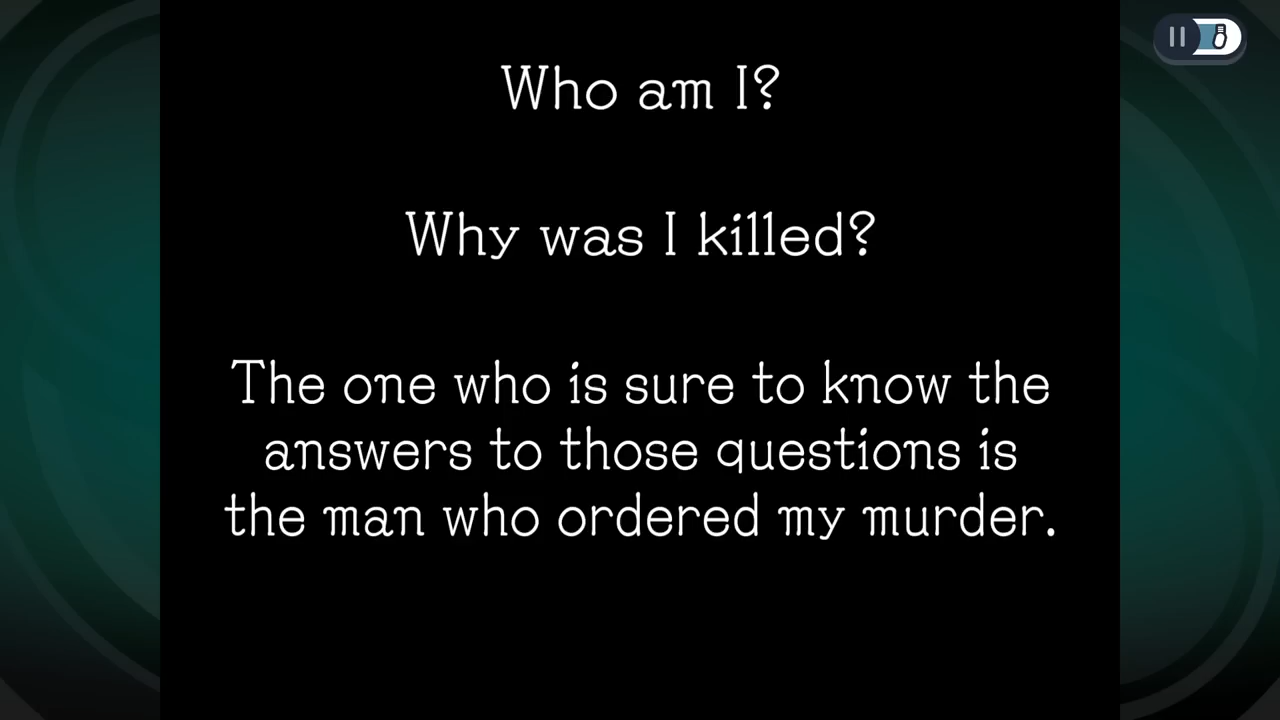 Who am I?
Why was I killed?
The one who is sure to know the
answers to those questions is
the man who ordered my murder.